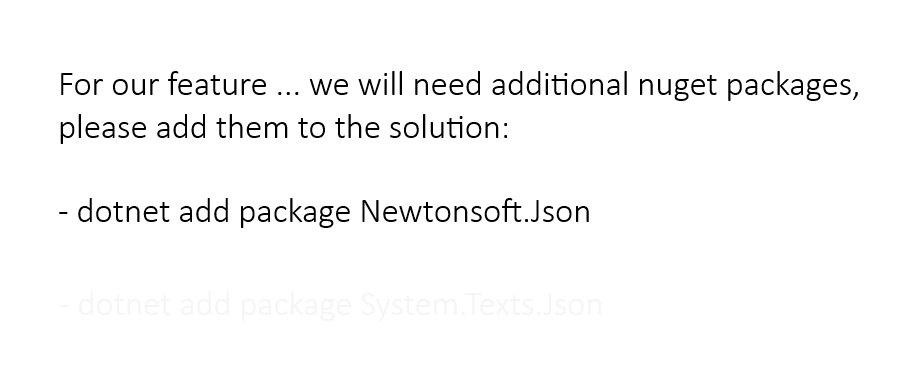 For our feature ... we will need additional nuget packages,
please add them to the solution:
- dotnet add package Newtonsoft.Json
- dotnet add package System.Texts.Json